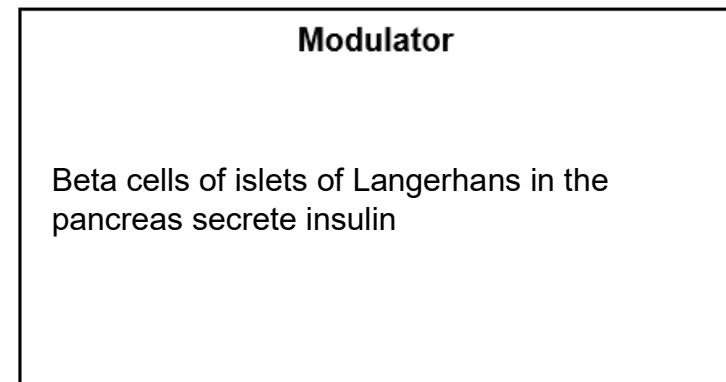 Modulator
Beta cells of islets of Langerhans in the
pancreas secrete insulin